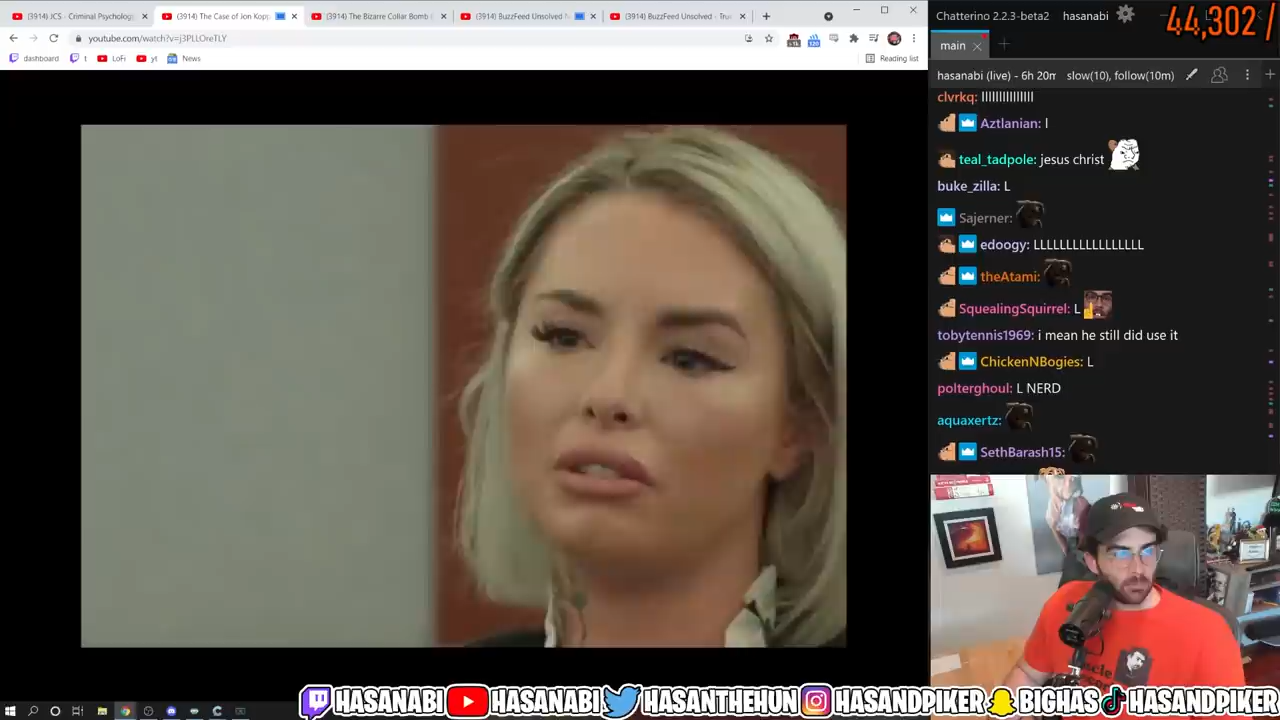 (3914) JCS - Criminal Psycholog
(3914) The Case of Jon Kopp
(3914) The Bizarre Collar Bomb
(3914) BuzzFeed Unsolved N
(3914) BuzzFeed Unsolved - Tru
youtube.com/watch?v=j3PLLOreTLY
dashboard
t
LoFi
yt
News
Reading list
Chatterino 2.2.3-beta2
hasanabi
44,302 /
main
hasanabi (live) - 6h 20m
slow(10), follow(10m)
clvrkq: llllllllllllll
Aztlanian: l
teal_tadpole: jesus christ
buke_zilla: L
Sajerner:
edoogy: LLLLLLLLLLLLLLLLL
theAtami:
SquealingSquirrel: L
tobytennis1969: i mean he still did use it
ChickenNBogies: L
polterghoul: L NERD
aquaxertz:
SethBarash15:
HASANABI HASANABI HASANTHEHUN HASANDPIKER BIGHAS HASANDPIKER